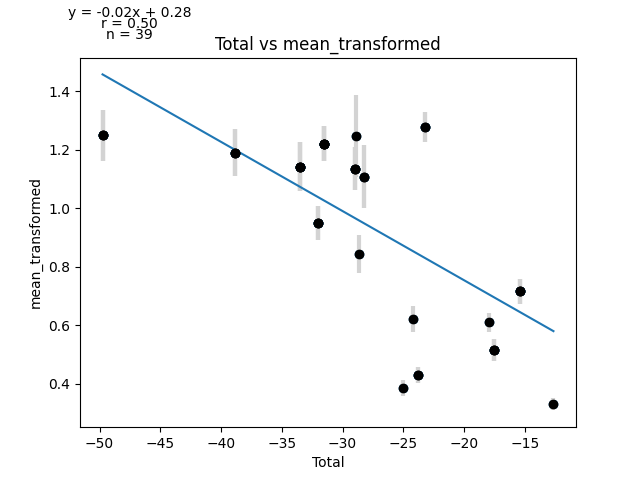 y = -0.02x + 0.28
r = 0.50
n = 39
Total vs mean_transformed
1.4
1.2
1.0
0.8
0.6
0.4
mean_transformed
−50
−45
−40
−35
−30
−25
−20
−15
Total